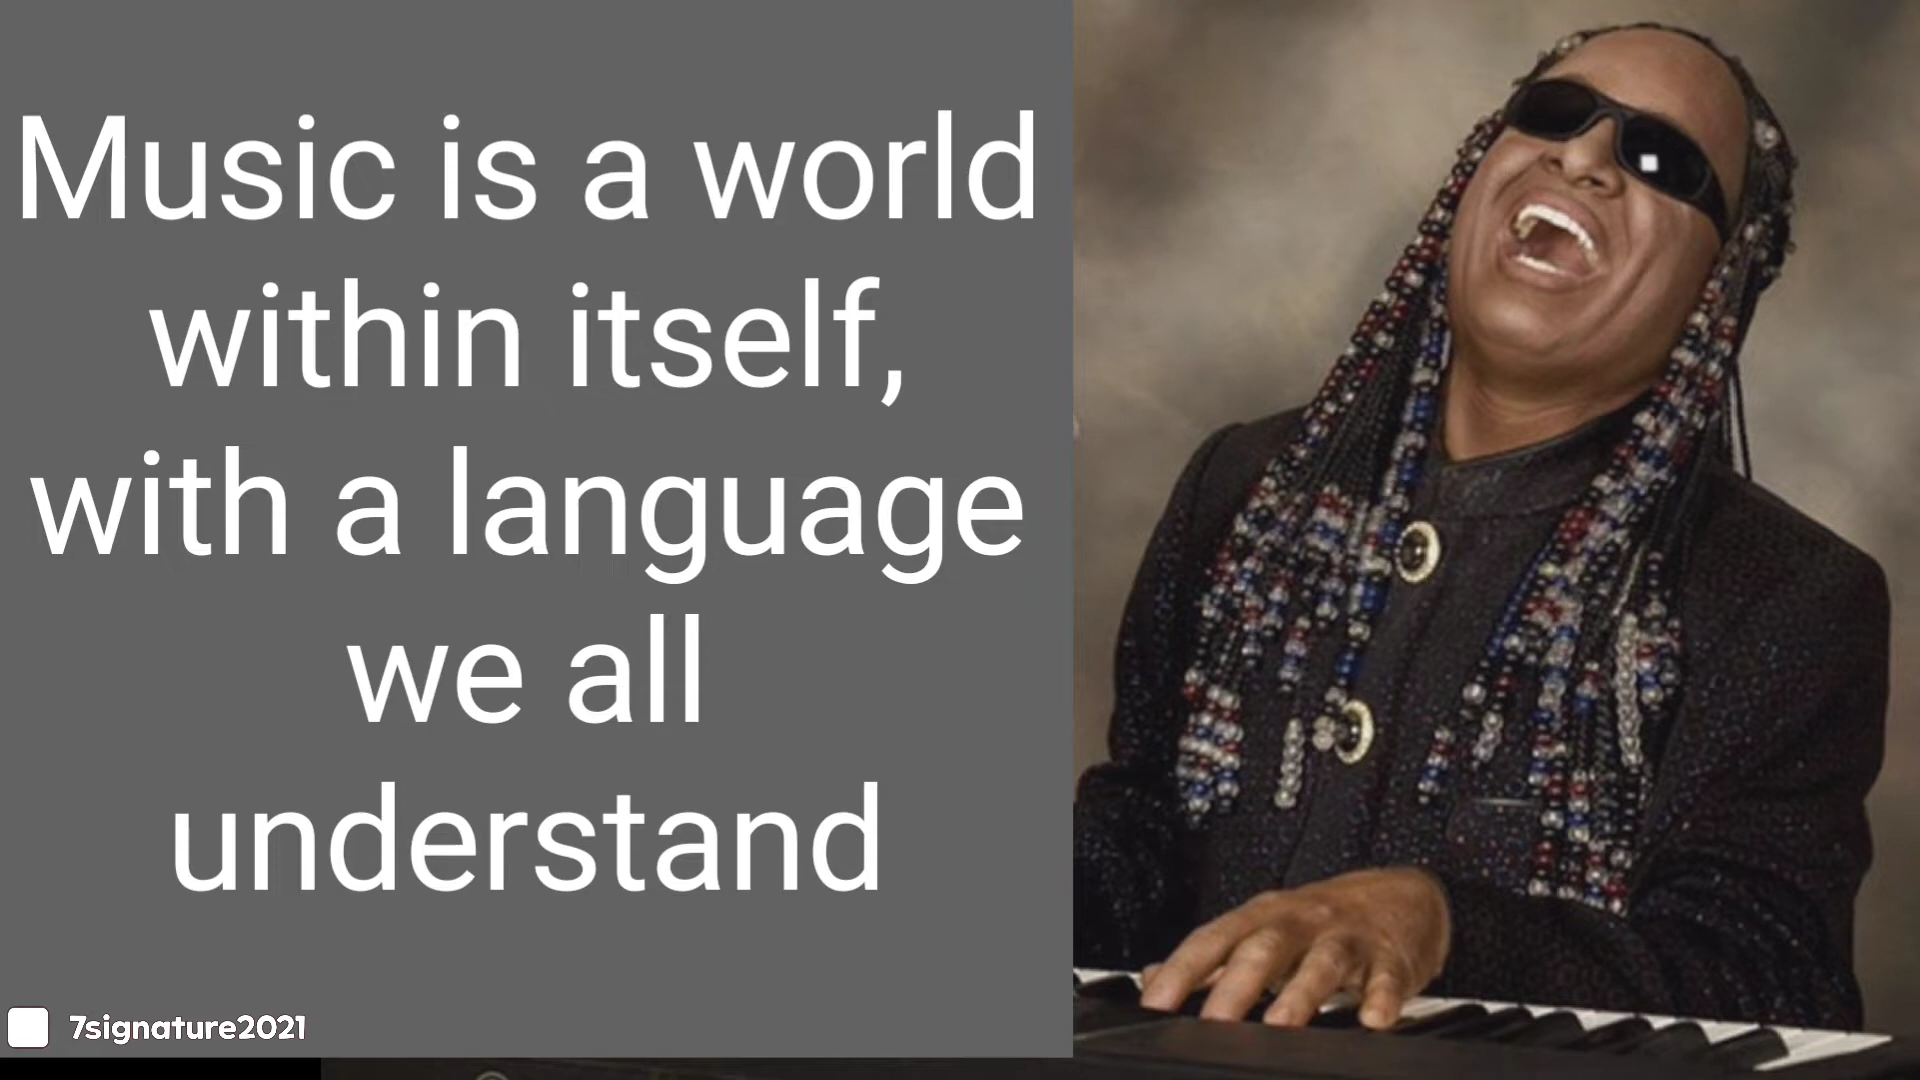 Music is a world
within itself,
with a language
we all
understand
7signature2021